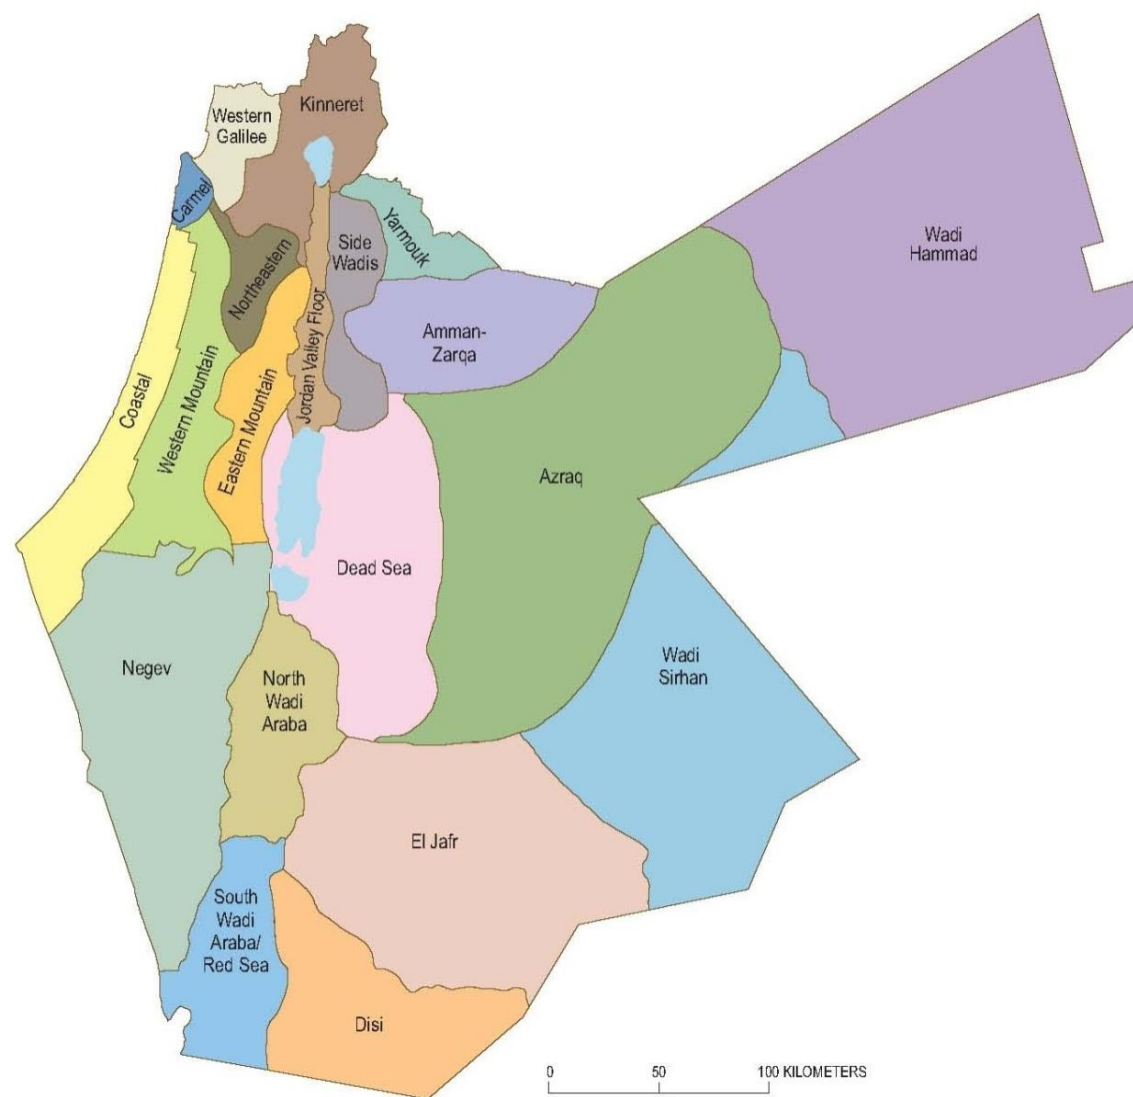 Kinneret
Western
Galilee
Carmel
Yarmouk
Side
Wadis
Wadi
Hammad
Northeastern
Jordan Valley Floor
Amman-
Zarqa
Coastal
Western Mountain
Eastern Mountain
Azraq
Dead Sea
Negev
North
Wadi
Araba
Wadi
Sirhan
El Jafr
South
Wadi
Araba/
Red Sea
Disi
0 50 100 KILOMETERS